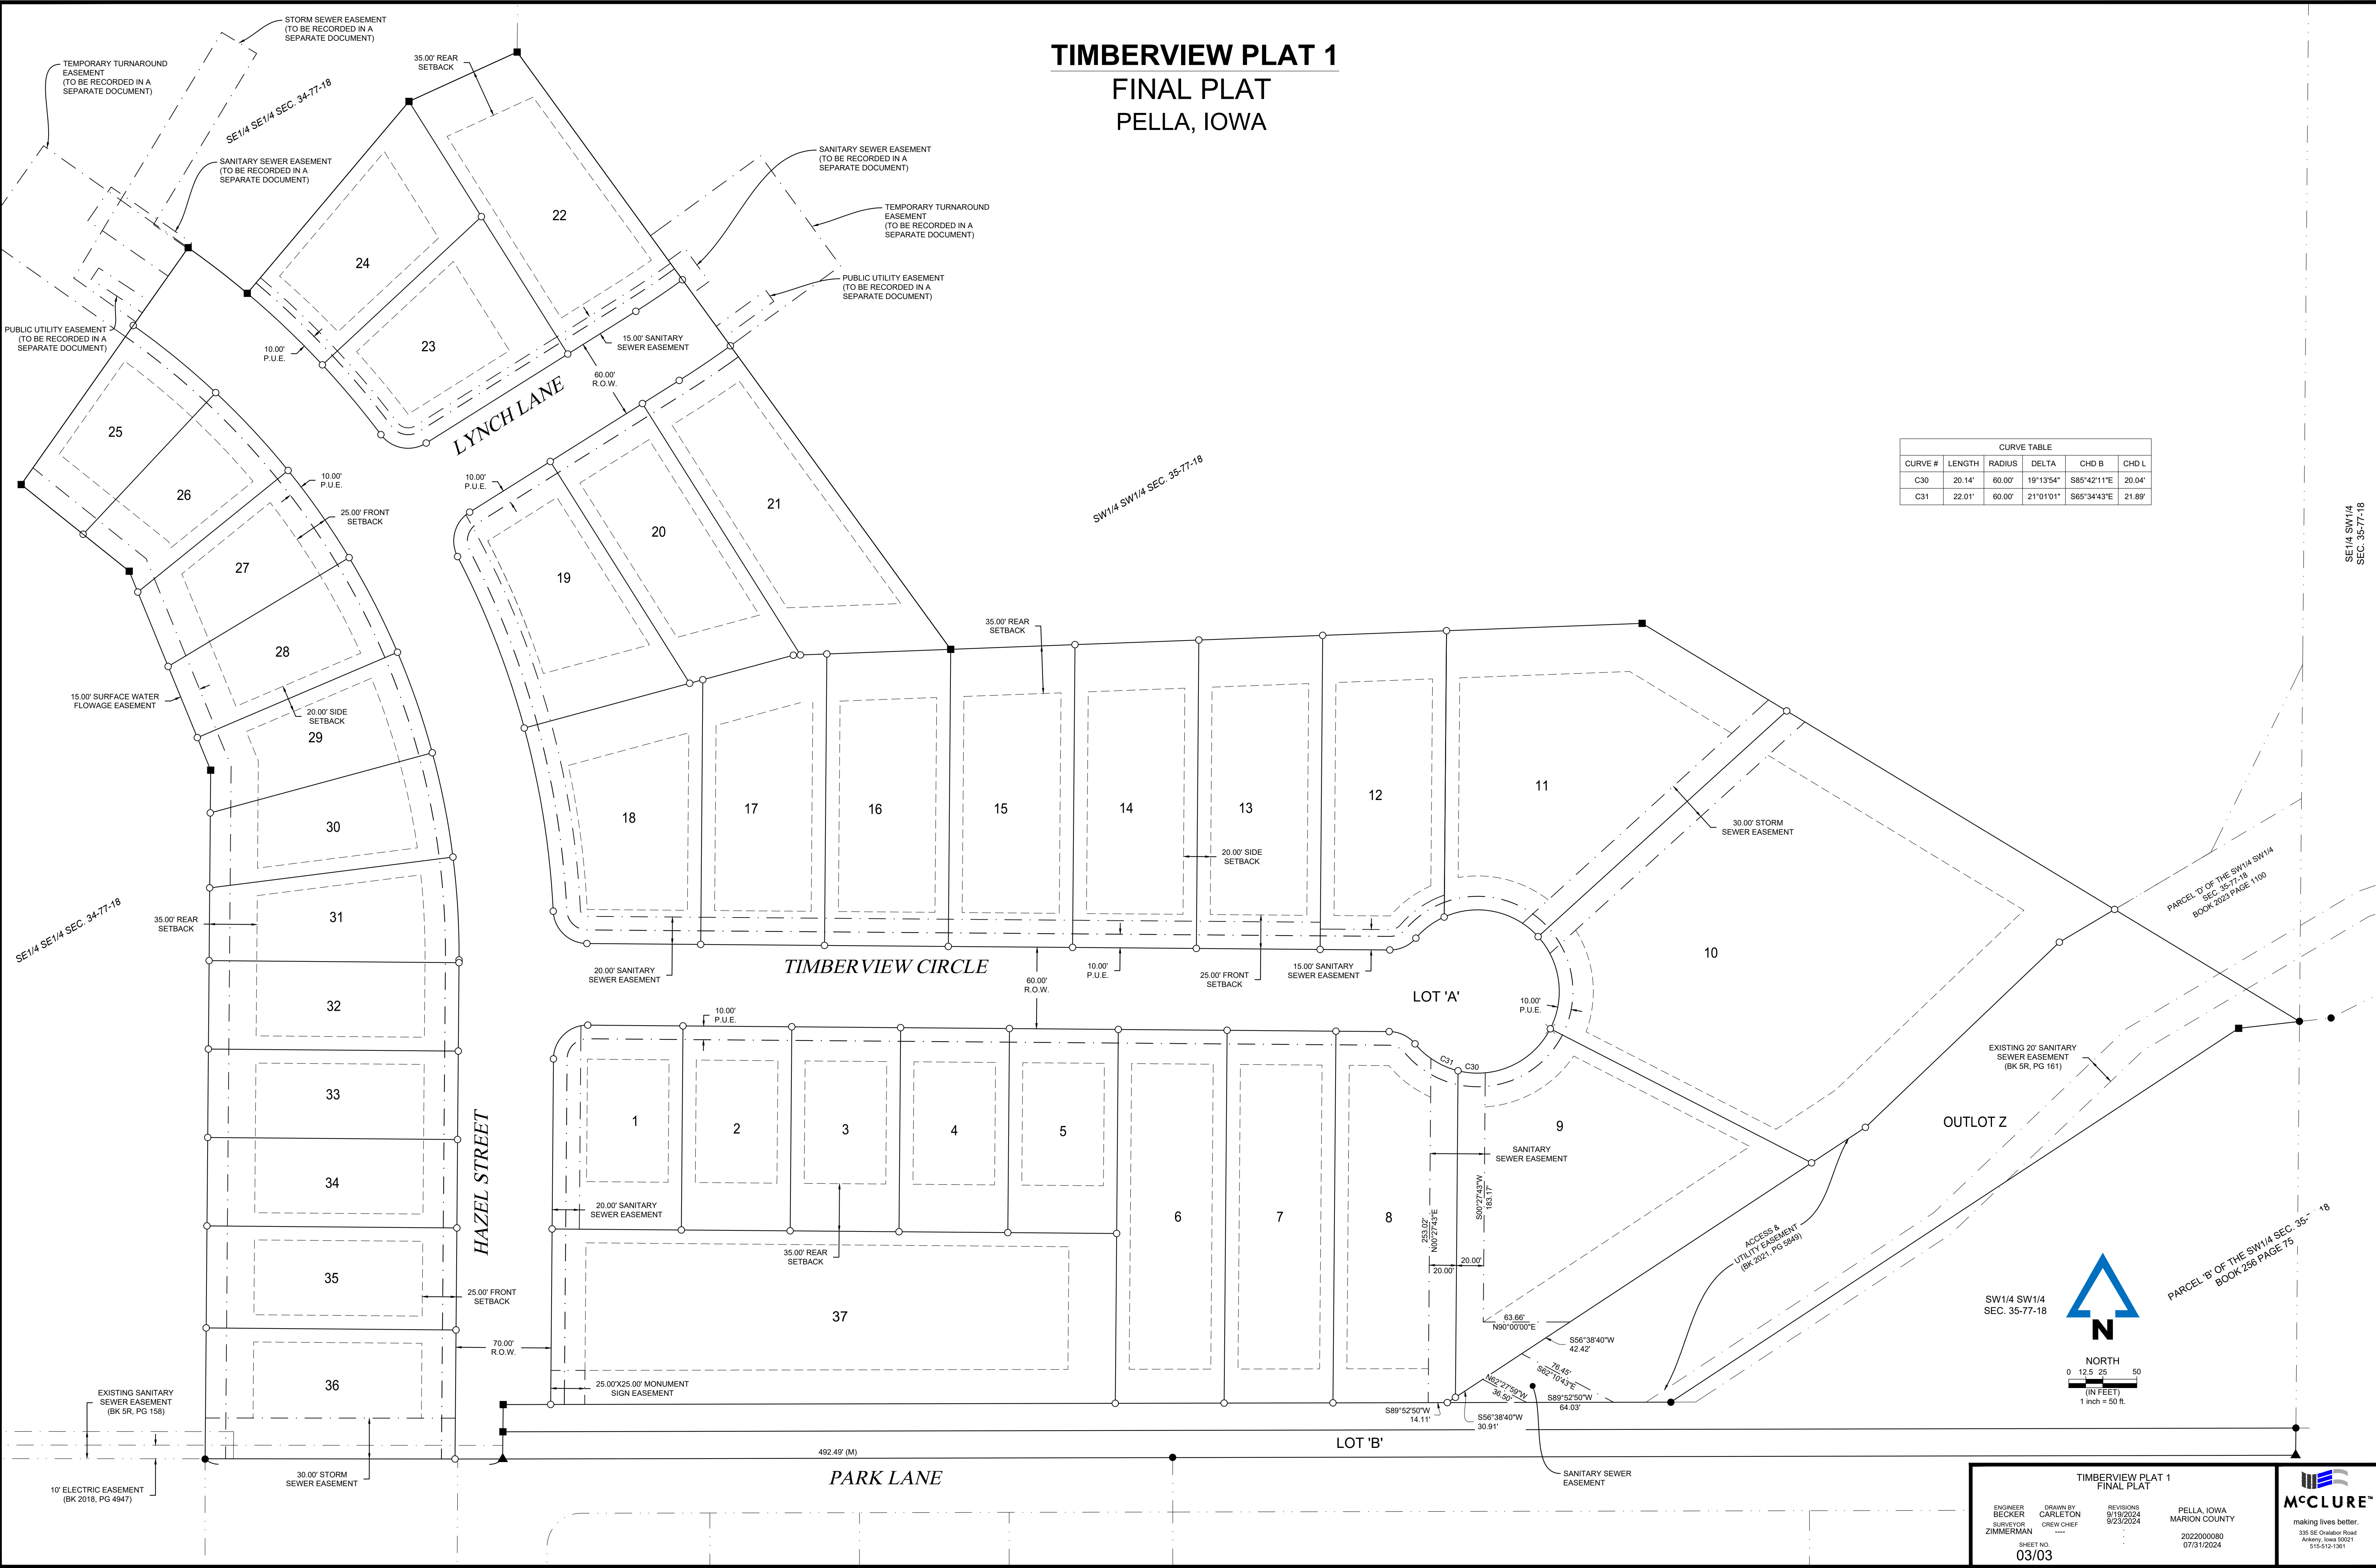 TIMBERVIEW PLAT 1
FINAL PLAT
PELLA, IOWA
STORM SEWER EASEMENT
(TO BE RECORDED IN A
SEPARATE DOCUMENT)
TEMPORARY TURNAROUND
EASEMENT
(TO BE RECORDED IN A
SEPARATE DOCUMENT)
SE1/4 SE1/4 SEC. 34-77-18
35.00' REAR
SETBACK
SANITARY SEWER EASEMENT
(TO BE RECORDED IN A
SEPARATE DOCUMENT)
SANITARY SEWER EASEMENT
(TO BE RECORDED IN A
SEPARATE DOCUMENT)
TEMPORARY TURNAROUND
EASEMENT
(TO BE RECORDED IN A
SEPARATE DOCUMENT)
PUBLIC UTILITY EASEMENT
(TO BE RECORDED IN A
SEPARATE DOCUMENT)
22
24
23
PUBLIC UTILITY EASEMENT
(TO BE RECORDED IN A
SEPARATE DOCUMENT)
10.00'
P.U.E.
15.00' SANITARY
SEWER EASEMENT
60.00'
R.O.W.
LYNCH LANE
25
26
10.00'
P.U.E.
25.00' FRONT
SETBACK
10.00'
P.U.E.
27
28
19
20
21
SW1/4 SW1/4 SEC. 35-77-18
CURVE TABLE
CURVE # LENGTH RADIUS DELTA CHD B CHD L
C30 20.14' 60.00' 19°13'54" S85°42'11"E 20.04'
C31 22.01' 60.00' 21°01'01" S65°34'43"E 21.89'
SE1/4 SW1/4
SEC. 35-77-18
35.00' REAR
SETBACK
15.00' SURFACE WATER
FLOWAGE EASEMENT
20.00' SIDE
SETBACK
29
30
31
18
17
16
15
14
13
12
11
10
20.00' SIDE
SETBACK
30.00' STORM
SEWER EASEMENT
PARCEL 'D' OF THE SW1/4 SW1/4
SEC. 35-77-18
BOOK 2023 PAGE 1100
35.00' REAR
SETBACK
SE1/4 SE1/4 SEC. 34-77-18
20.00' SANITARY
SEWER EASEMENT
TIMBERVIEW CIRCLE
60.00'
R.O.W.
10.00'
P.U.E.
25.00' FRONT
SETBACK
15.00' SANITARY
SEWER EASEMENT
LOT 'A'
10.00'
P.U.E.
10.00'
P.U.E.
32
33
34
35
36
HAZEL STREET
1
2
3
4
5
6
7
8
9
C31
C30
EXISTING 20' SANITARY
SEWER EASEMENT
(BK 5R, PG 161)
OUTLOT Z
SANITARY
SEWER EASEMENT
S00°27'43"W
183.17'
253.02'
N00°27'43"E
20.00'
20.00'
20.00' SANITARY
SEWER EASEMENT
35.00' REAR
SETBACK
37
25.00' FRONT
SETBACK
70.00'
R.O.W.
25.00'X25.00' MONUMENT
SIGN EASEMENT
ACCESS &
UTILITY EASEMENT
(BK 2021, PG 5849)
PARCEL 'B' OF THE SW1/4 SEC. 35- 18
BOOK 256 PAGE 75
SW1/4 SW1/4
SEC. 35-77-18
N
NORTH
0 12.5 25 50
(IN FEET)
1 inch = 50 ft.
63.66'
N90°00'00"E
S56°38'40"W
42.42'
76.45'
S62°10'43"E
N62°27'59"W
36.50'
S89°52'50"W
64.03'
S89°52'50"W
14.11'
S56°38'40"W
30.91'
EXISTING SANITARY
SEWER EASEMENT
(BK 5R, PG 158)
LOT 'B'
492.49' (M)
PARK LANE
30.00' STORM
SEWER EASEMENT
10' ELECTRIC EASEMENT
(BK 2018, PG 4947)
SANITARY SEWER
EASEMENT
TIMBERVIEW PLAT 1
FINAL PLAT
ENGINEER
BECKER
DRAWN BY
CARLETON
REVISIONS
9/19/2024
9/23/2024
SURVEYOR
ZIMMERMAN
CREW CHIEF
----
PELLA, IOWA
MARION COUNTY
2022000080
07/31/2024
SHEET NO.
03/03
McCLURE™
making lives better.
335 SE Oralabor Road
Ankeny, Iowa 50021
515-512-1361